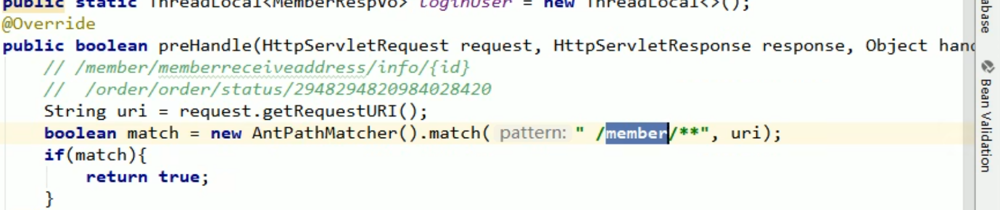 public static ThreadLocal<MemberRespVo> loginUser = new ThreadLocal<>();
@Override
public boolean preHandle(HttpServletRequest request, HttpServletResponse response, Object hand
// /member/memberreceiveaddress/info/{id}
//  /order/order/status/2948294820984028420
String uri = request.getRequestURI();
boolean match = new AntPathMatcher().match( pattern: " /member/**", uri);
if(match){
return true;
}
abase
Bean Validation